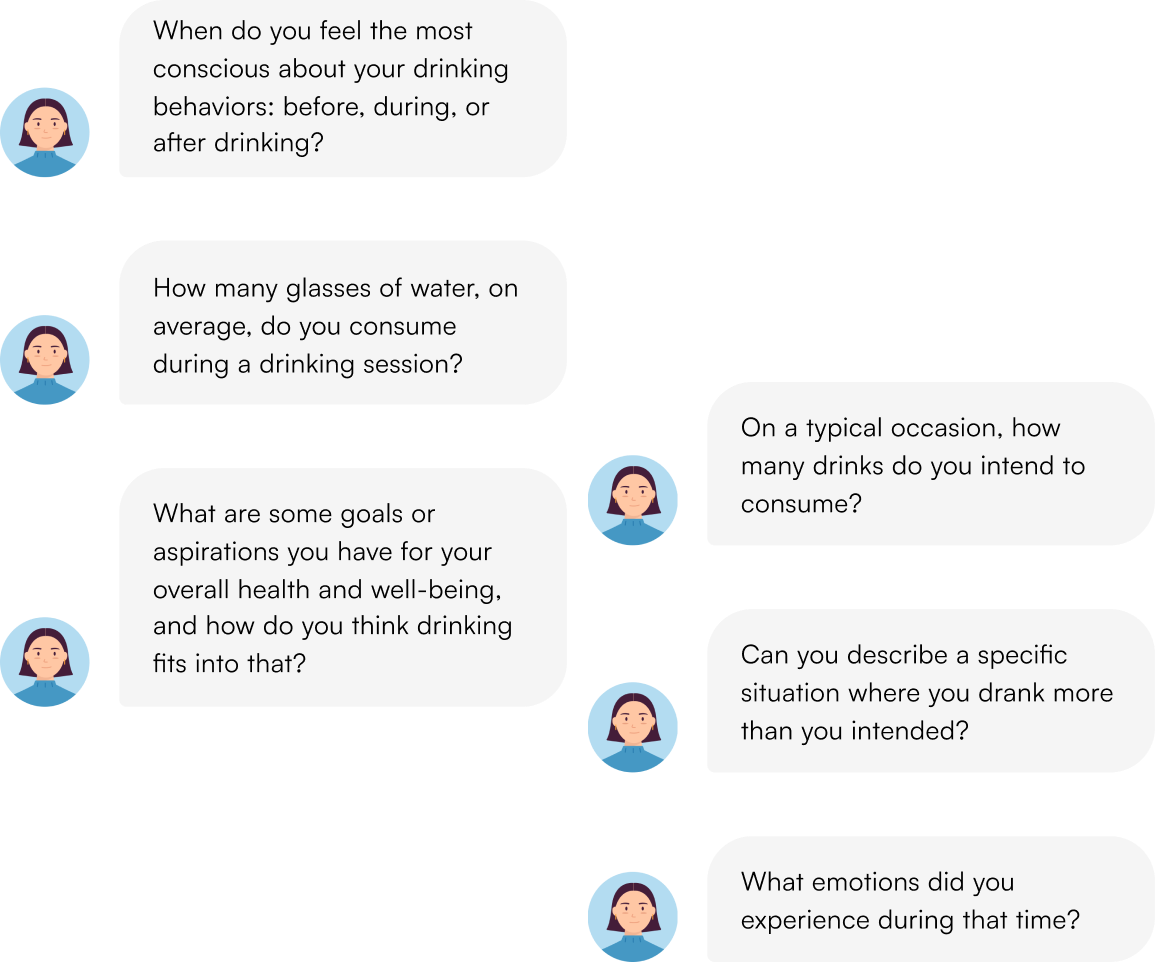 When do you feel the most
conscious about your drinking
behaviors: before, during, or
after drinking?
How many glasses of water, on
average, do you consume
during a drinking session?
What are some goals or
aspirations you have for your
overall health and well-being,
and how do you think drinking
fits into that?
On a typical occasion, how
many drinks do you intend to
consume?
Can you describe a specific
situation where you drank more
than you intended?
What emotions did you
experience during that time?